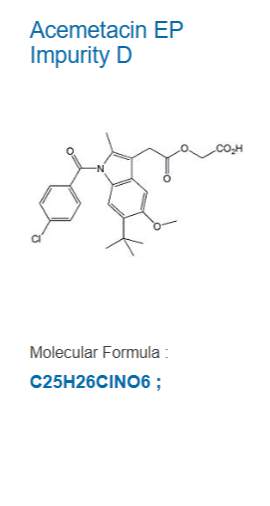 Acemetacin EP
Impurity D
O
N
O
CO₂H
O
O
Cl
Molecular Formula :
C25H26ClNO6 ;